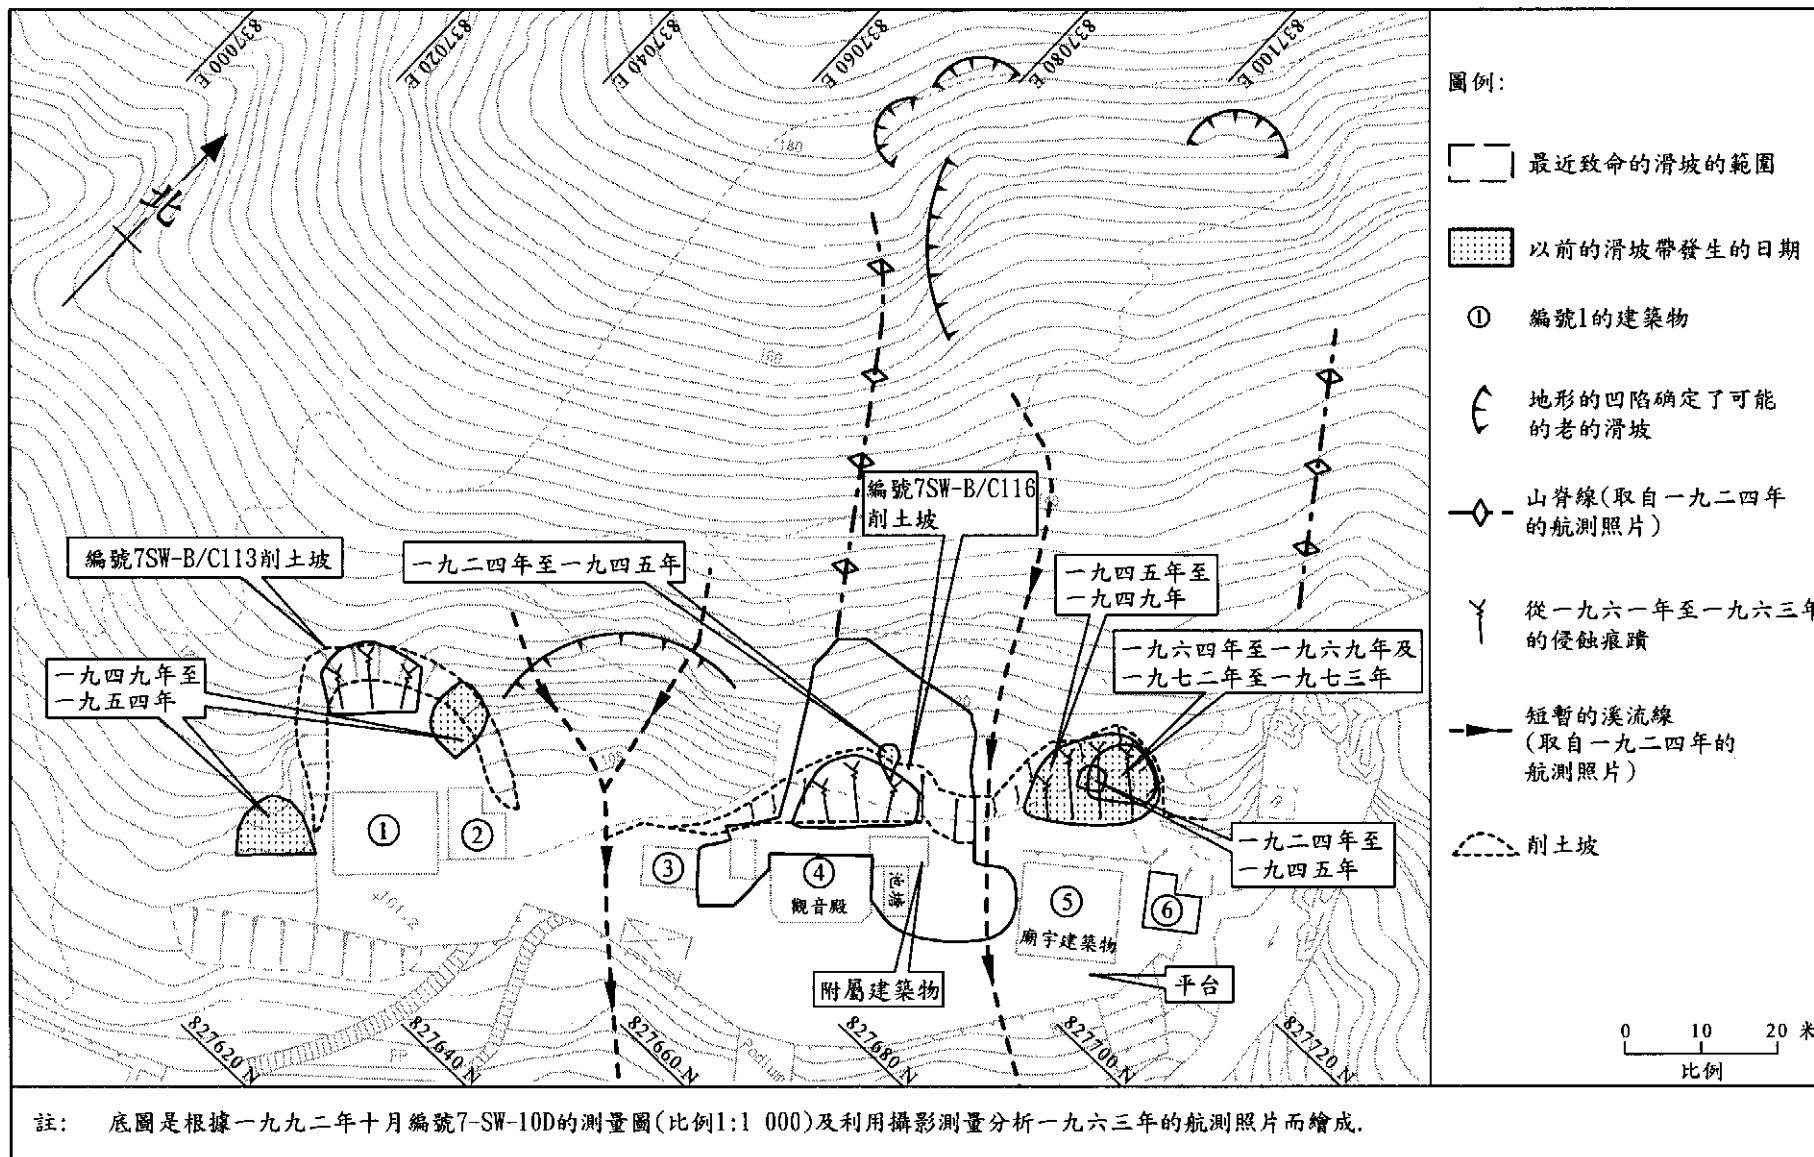 837000 E
837020 E
837040 E
837060 E
837080 E
837100 E
北
180
160
100
編號7SW-B/C116
削土坡
編號7SW-B/C113削土坡
一九二四年至一九四五年
一九四五年至
一九四九年
一九六四年至一九六九年及
一九七二年至一九七三年
一九四九年至
一九五四年
一九二四年至
一九四五年
①
②
③
④
觀音殿
池塘
⑤
廟宇建築物
⑥
附屬建築物
平台
Podium
827620 N
827640 N
827660 N
827680 N
827700 N
827720 N
圖例:
最近致命的滑坡的範圍
以前的滑坡帶發生的日期
① 編號1的建築物
地形的凹陷确定了可能
的老的滑坡
山脊線(取自一九二四年
的航測照片)
從一九六一年至一九六三年
的侵蝕痕蹟
短暫的溪流線
(取自一九二四年的
航測照片)
削土坡
0 10 20 米
比例
註: 底圖是根據一九九二年十月編號7-SW-10D的測量圖(比例1:1 000)及利用攝影測量分析一九六三年的航測照片而繪成.